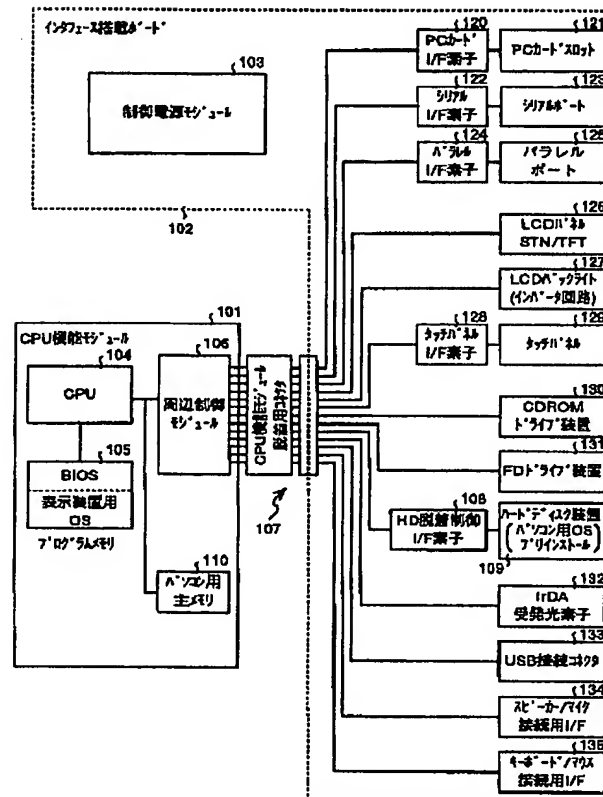 インタフェース搭載ボード
103
制御電源モジュール
102
120
PCカード
I/F素子
121
PCカードスロット
122
シリアル
I/F素子
123
シリアルポート
124
パラレル
I/F素子
125
パラレル
ポート
126
LCDパネル
STN/TFT
127
LCDバックライト
(インバータ回路)
128
タッチパネル
I/F素子
129
タッチパネル
101
CPU機能モジュール
104
CPU
105
BIOS
表示装置用
OS
プログラムメモリ
106
周辺制御
モジュール
CPU機能モジュール
脱着用コネクタ
107
110
パソコン用
主メモリ
130
CDROM
ドライブ装置
131
FDドライブ装置
108
HD脱着制御
I/F素子
ハードディスク装置
(パソコン用OS
プリインストール)
109
132
IrDA
受発光素子
133
USB接続コネクタ
134
スピーカー/マイク
接続用I/F
135
キーボード/マウス
接続用I/F